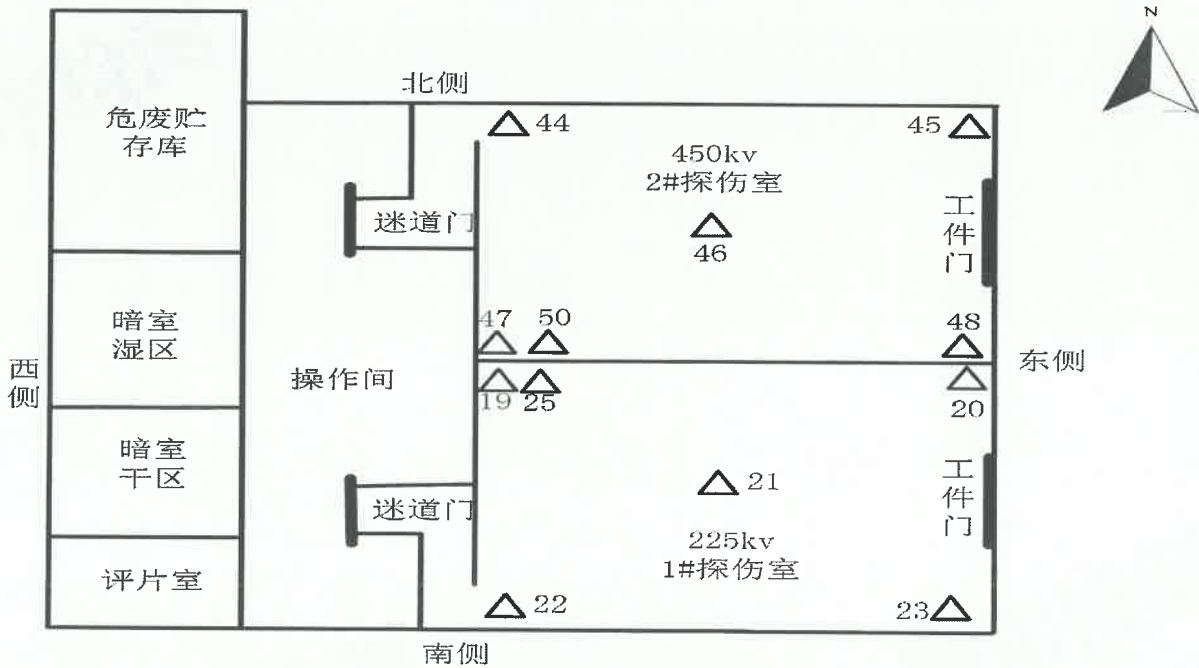 N
北侧
危废贮
存库
44
45
450kv
2#探伤室
迷道门
46
工
件
门
暗室
湿区
47
50
48
西
侧
操作间
东侧
19
25
20
暗室
干区
迷道门
21
工
件
门
225kv
1#探伤室
评片室
22
23
南侧